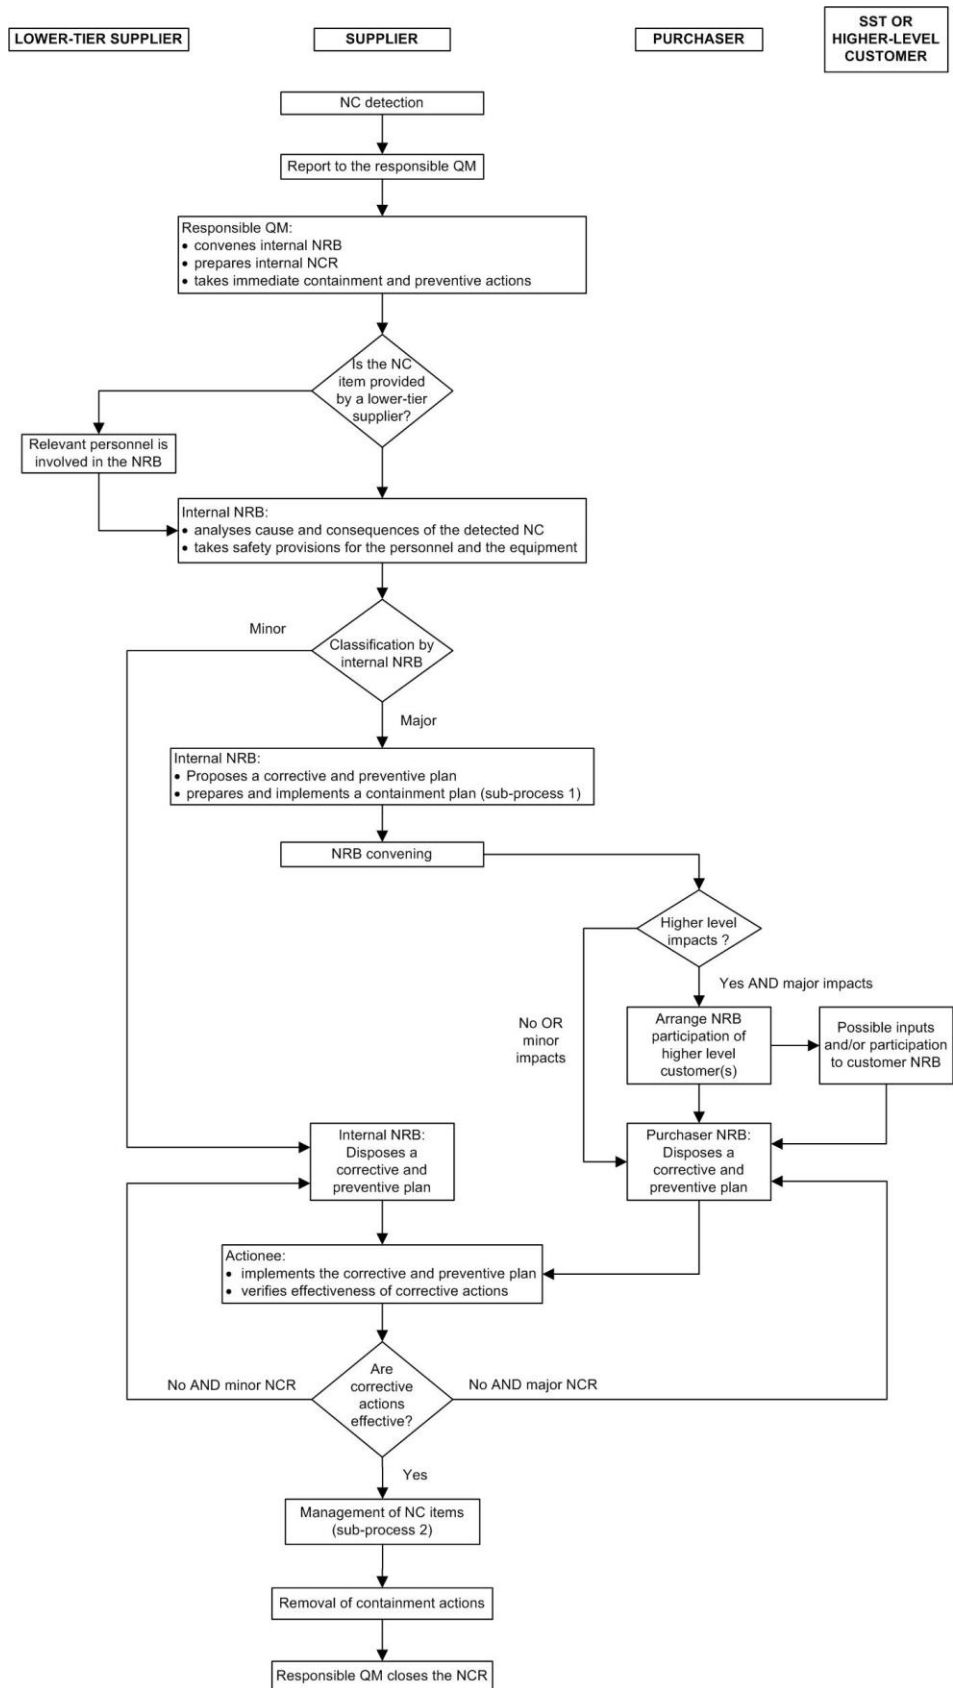 LOWER-TIER SUPPLIER
SUPPLIER
PURCHASER
SST OR
HIGHER-LEVEL
CUSTOMER
NC detection
Report to the responsible QM
Responsible QM:
• convenes internal NRB
• prepares internal NCR
• takes immediate containment and preventive actions
Is the NC
item provided
by a lower-tier
supplier?
Relevant personnel is
involved in the NRB
Internal NRB:
• analyses cause and consequences of the detected NC
• takes safety provisions for the personnel and the equipment
Minor
Classification by
internal NRB
Major
Internal NRB:
• Proposes a corrective and preventive plan
• prepares and implements a containment plan (sub-process 1)
NRB convening
Higher level
impacts ?
Yes AND major impacts
No OR
minor
impacts
Arrange NRB
participation of
higher level
customer(s)
Possible inputs
and/or participation
to customer NRB
Internal NRB:
Disposes a
corrective and
preventive plan
Purchaser NRB:
Disposes a
corrective and
preventive plan
Actionee:
• implements the corrective and preventive plan
• verifies effectiveness of corrective actions
No AND minor NCR
Are
corrective
actions
effective?
No AND major NCR
Yes
Management of NC items
(sub-process 2)
Removal of containment actions
Responsible QM closes the NCR